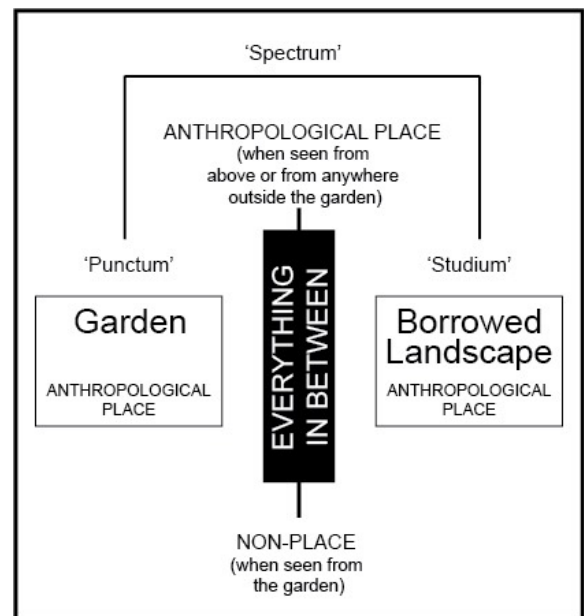 ‘Spectrum’
ANTHROPOLOGICAL PLACE
(when seen from
above or from anywhere
outside the garden)
‘Punctum’
‘Studium’
Garden
ANTHROPOLOGICAL
PLACE
EVERYTHING
IN BETWEEN
Borrowed
Landscape
ANTHROPOLOGICAL
PLACE
NON-PLACE
(when seen from
the garden)